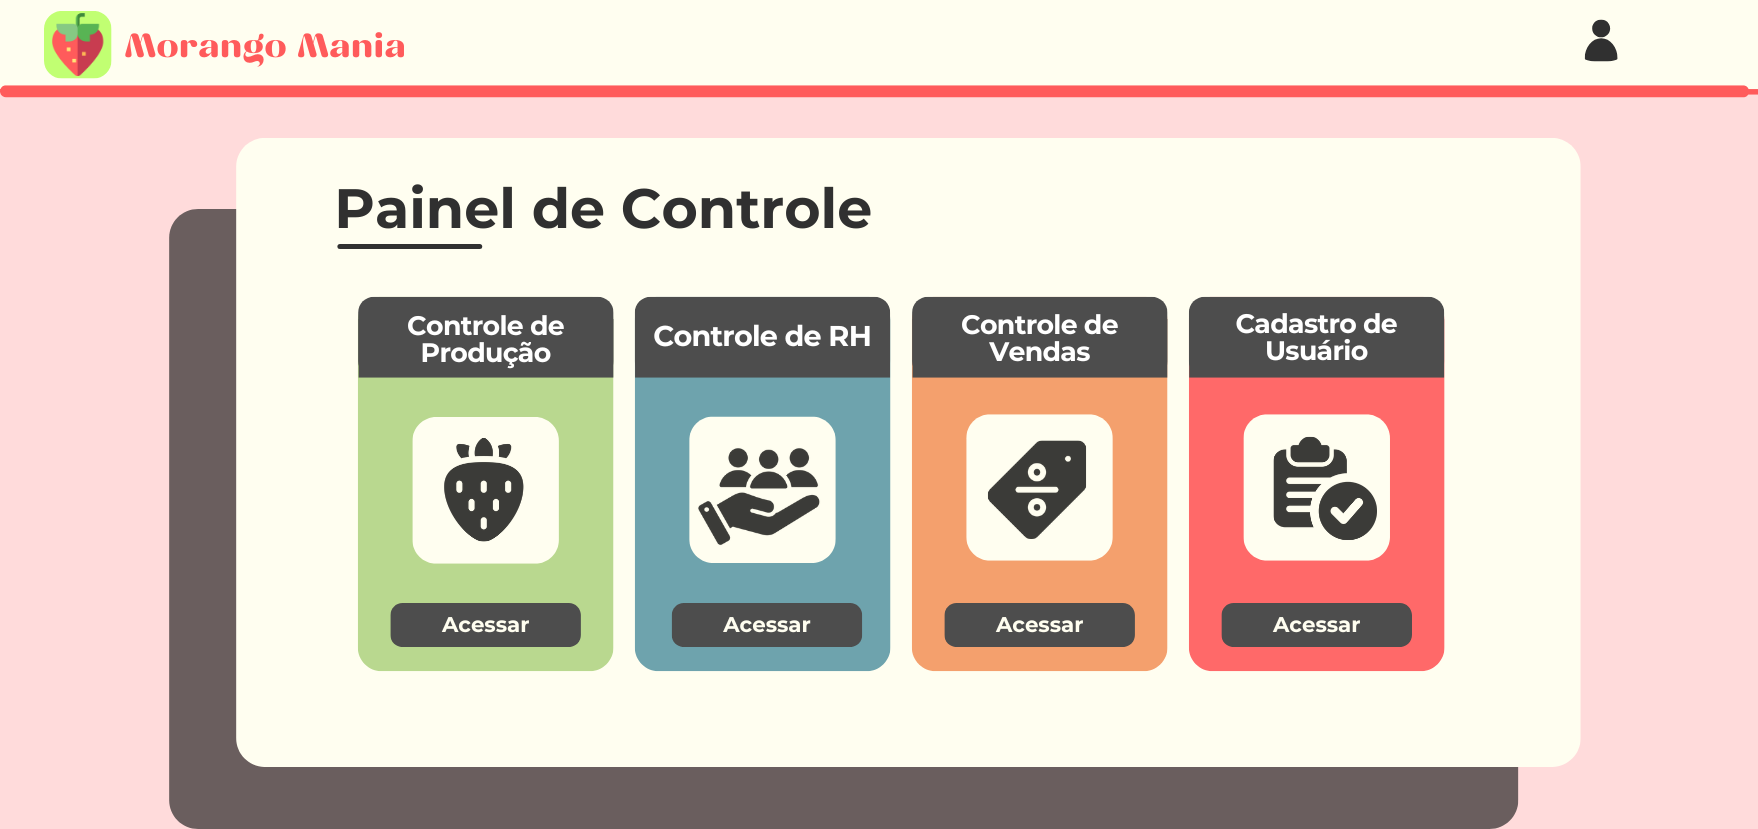 Morango Mania
Painel de Controle
Controle de
Produção
Controle de RH
Controle de
Vendas
Cadastro de
Usuário
Acessar
Acessar
Acessar
Acessar